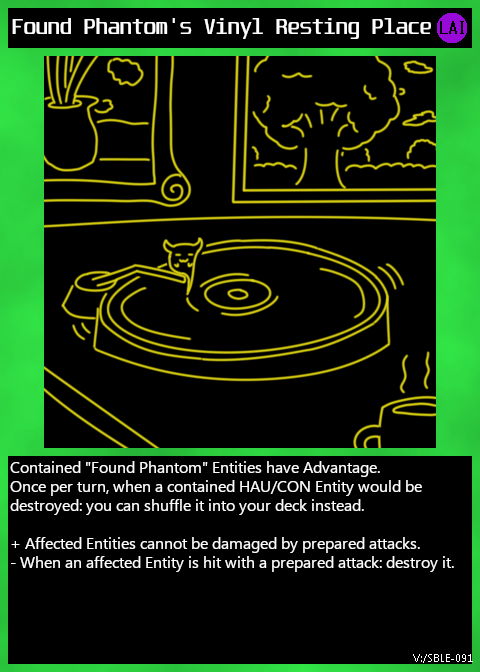 Found Phantom's Vinyl Resting Place LAI
Contained "Found Phantom" Entities have Advantage.
Once per turn, when a contained HAU/CON Entity would be
destroyed: you can shuffle it into your deck instead.
+ Affected Entities cannot be damaged by prepared attacks.
- When an affected Entity is hit with a prepared attack: destroy it.
V:/SBLE-091